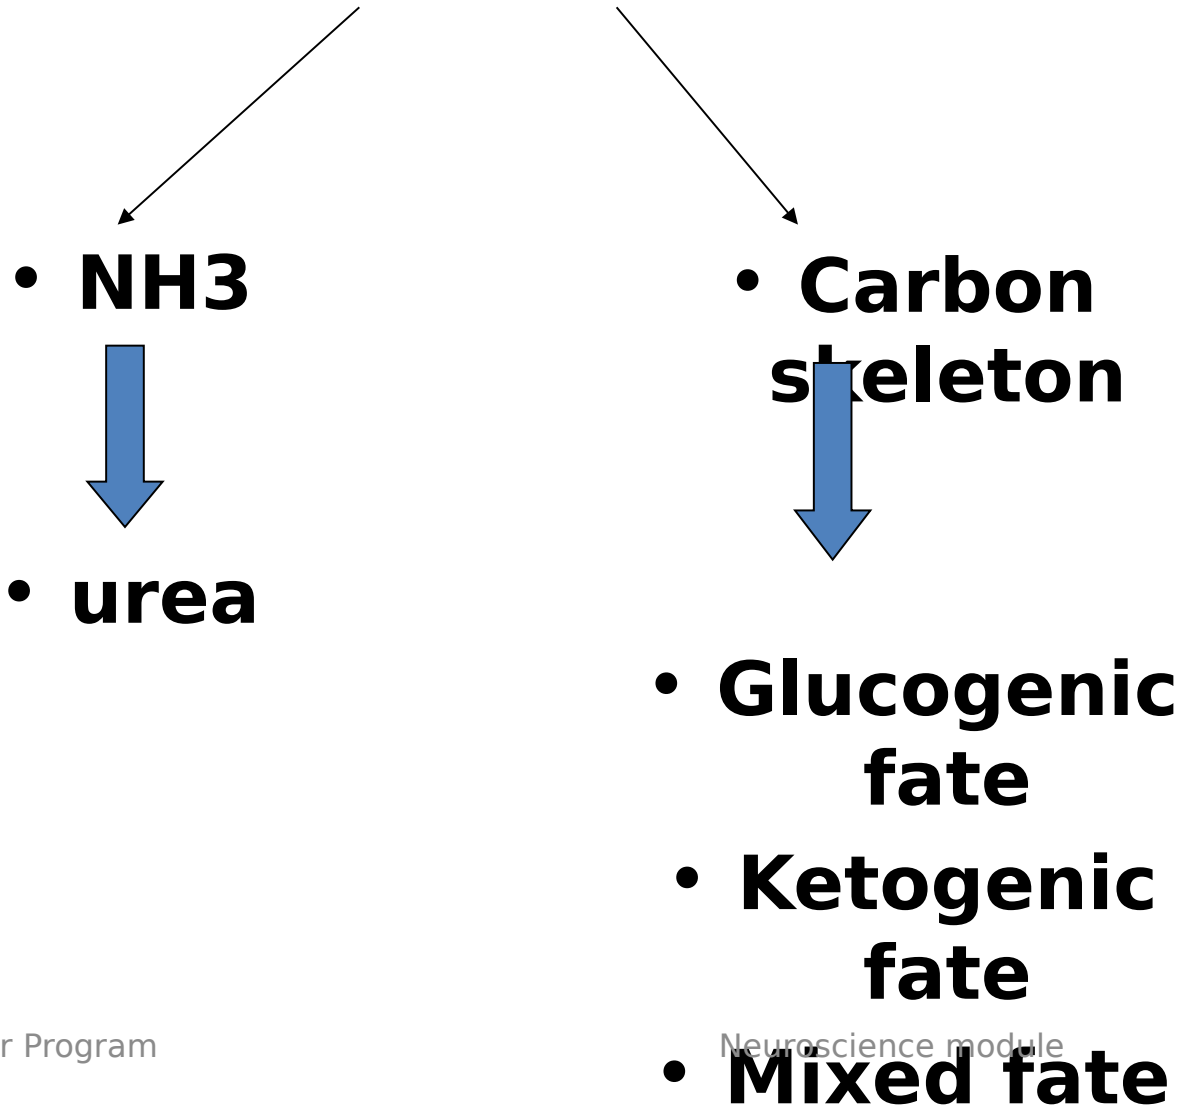 • NH3
• urea
• Carbon
skeleton
• Glucogenic
fate
• Ketogenic
fate
• Mixed fate
r Program
Neuroscience module